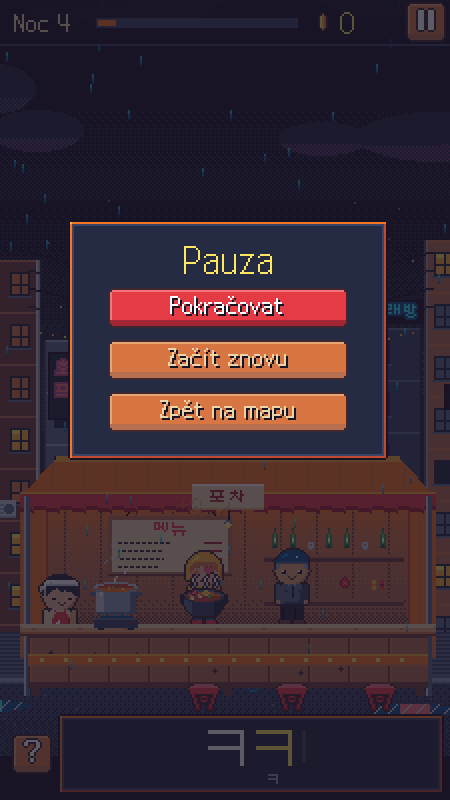 Noc 4
0
Pauza
Pokračovat
Začít znovu
Zpět na mapu
포차
메뉴
?
ㅋㅋ
ㅋ